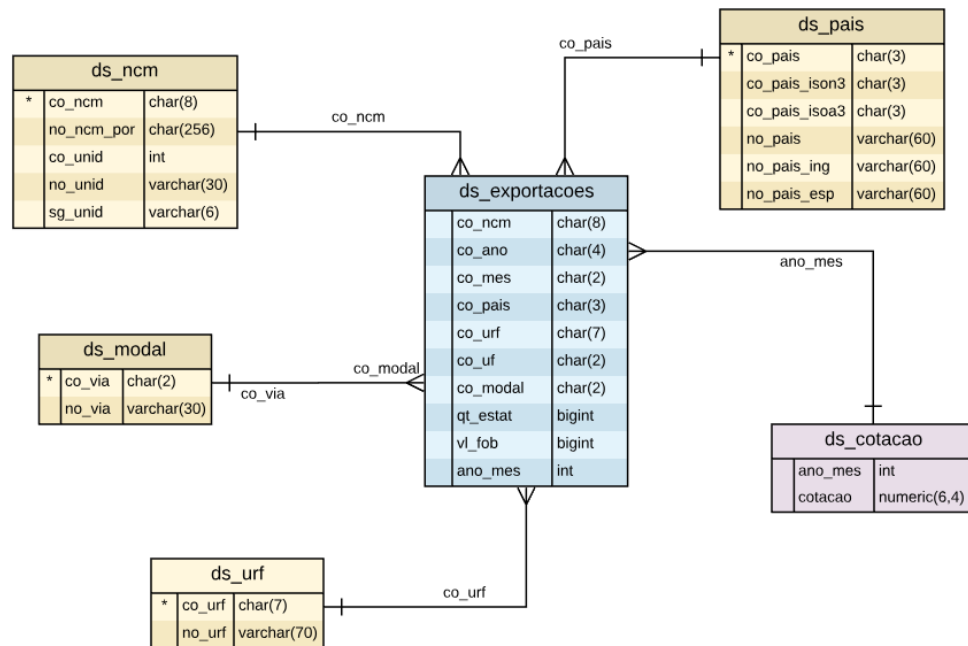 ds_pais
* co_pais char(3)
co_pais_ison3 char(3)
co_pais_isoa3 char(3)
no_pais varchar(60)
no_pais_ing varchar(60)
no_pais_esp varchar(60)
co_pais
ds_ncm
* co_ncm char(8)
no_ncm_por char(256)
co_unid int
no_unid varchar(30)
sg_unid varchar(6)
co_ncm
ds_exportacoes
co_ncm char(8)
co_ano char(4)
co_mes char(2)
co_pais char(3)
co_urf char(7)
co_uf char(2)
co_modal char(2)
qt_estat bigint
vl_fob bigint
ano_mes int
ano_mes
ds_modal
* co_via char(2)
no_via varchar(30)
co_via
co_modal
ds_cotacao
ano_mes int
cotacao numeric(6,4)
ds_urf
* co_urf char(7)
no_urf varchar(70)
co_urf